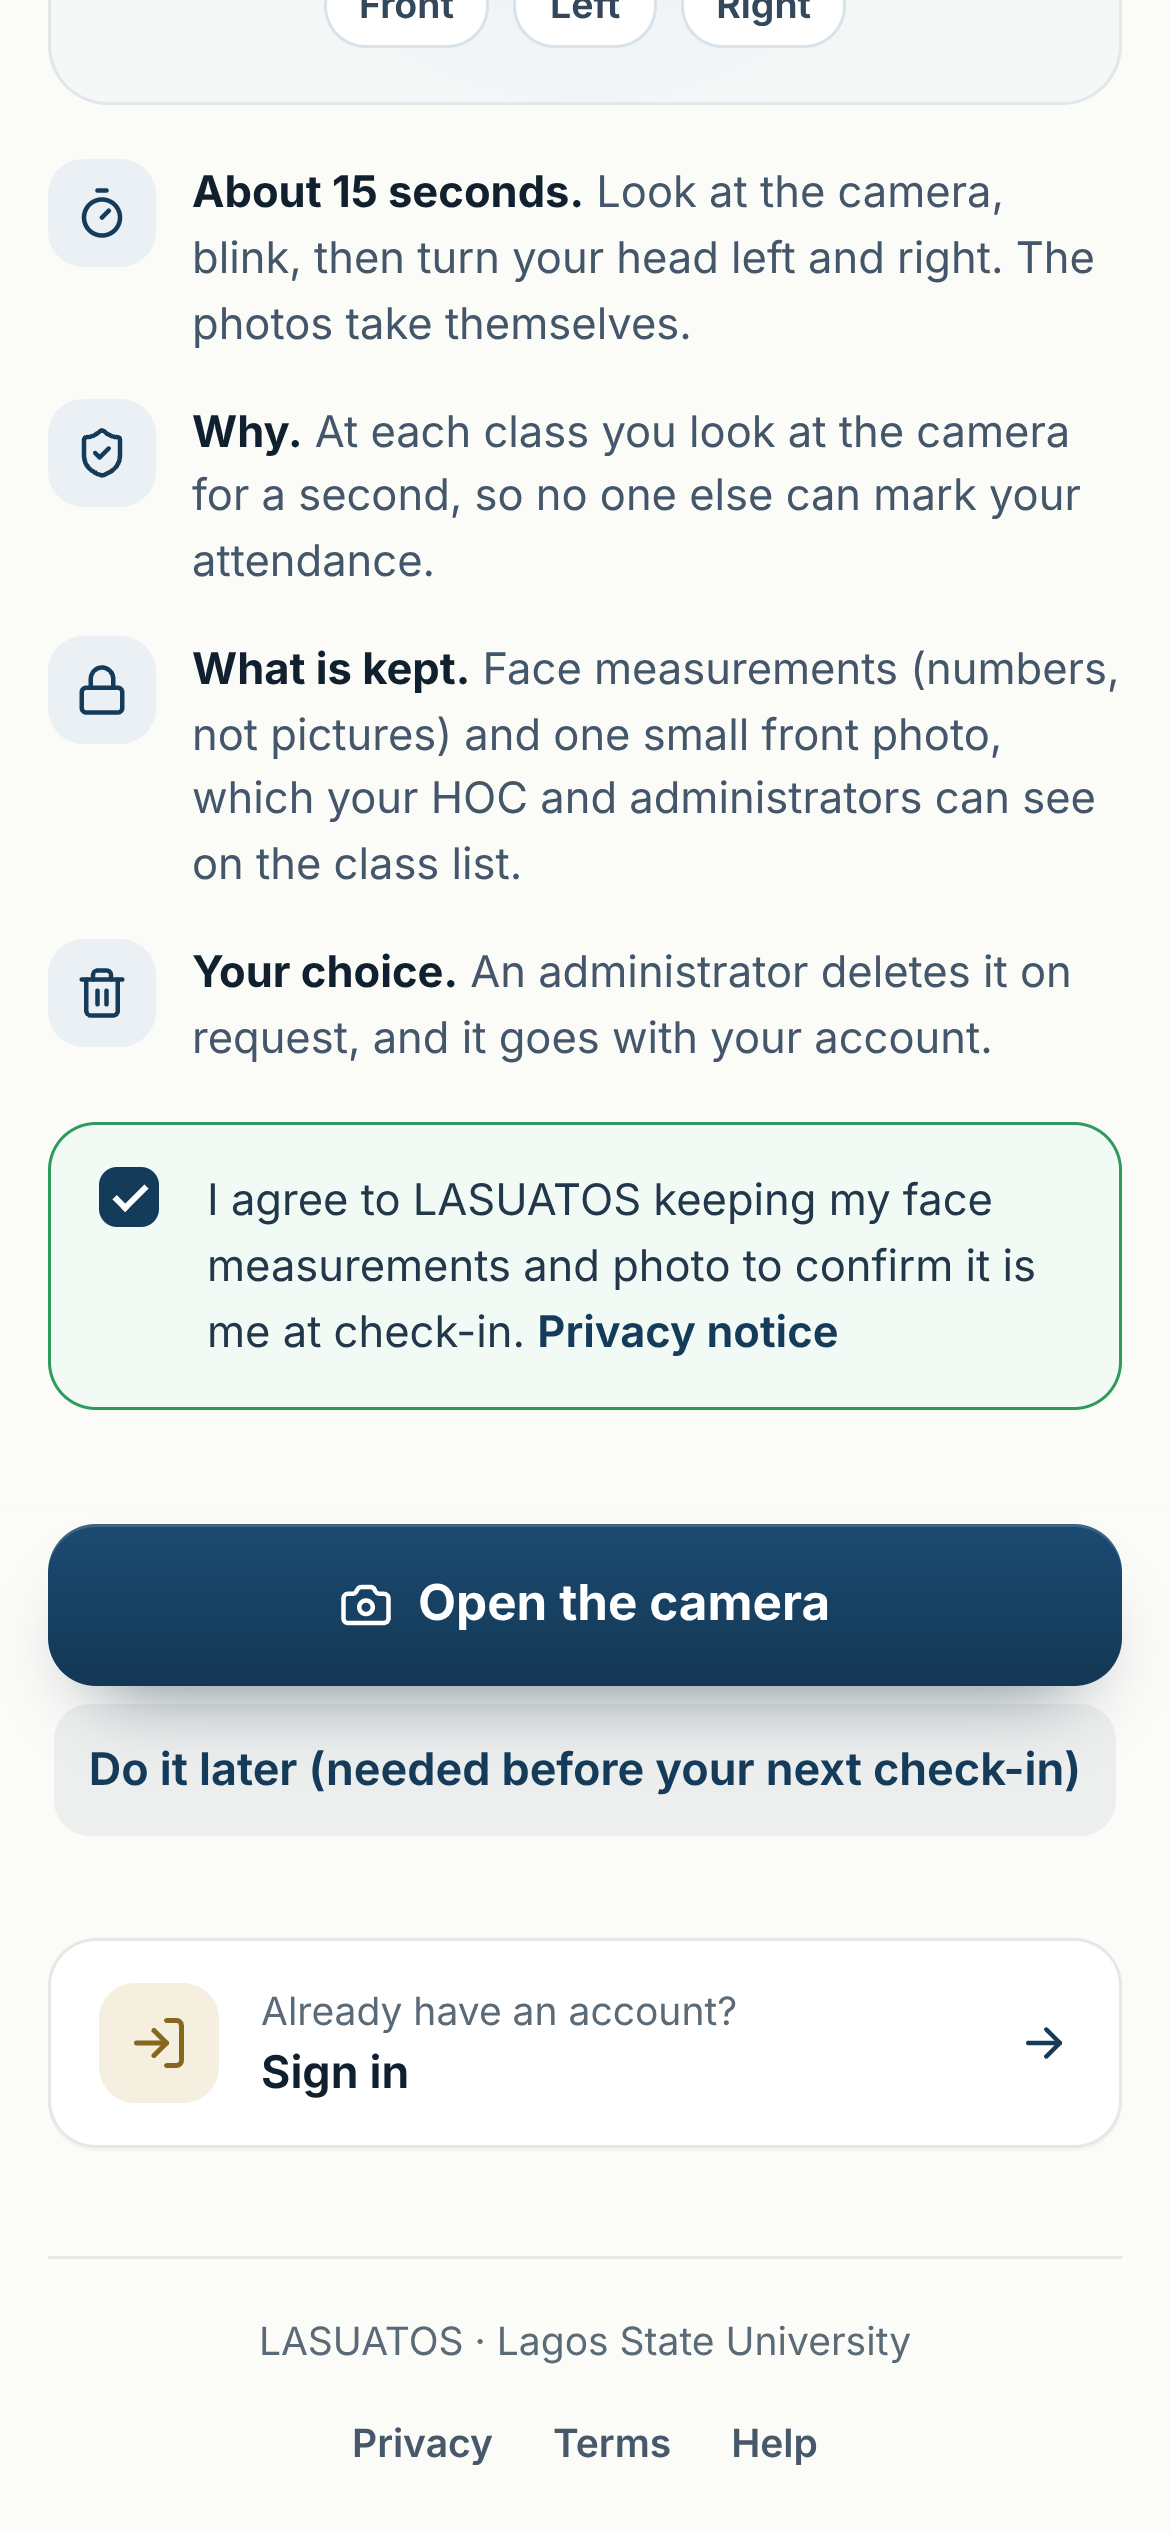 Front Left Right
About 15 seconds. Look at the camera,
blink, then turn your head left and right. The
photos take themselves.
Why. At each class you look at the camera
for a second, so no one else can mark your
attendance.
What is kept. Face measurements (numbers,
not pictures) and one small front photo,
which your HOC and administrators can see
on the class list.
Your choice. An administrator deletes it on
request, and it goes with your account.
I agree to LASUATOS keeping my face
measurements and photo to confirm it is
me at check-in. Privacy notice
Open the camera
Do it later (needed before your next check-in)
Already have an account?
Sign in
LASUATOS · Lagos State University
Privacy Terms Help